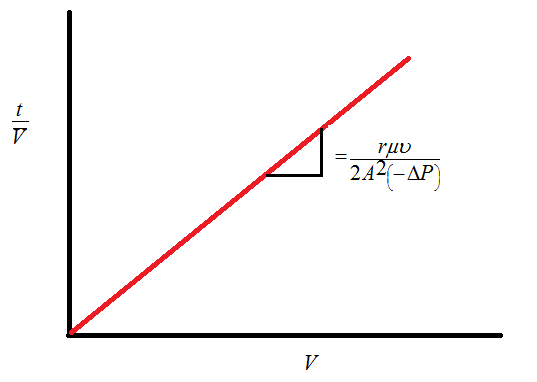 t/V
= rμυ / 2A²(−ΔP)
V